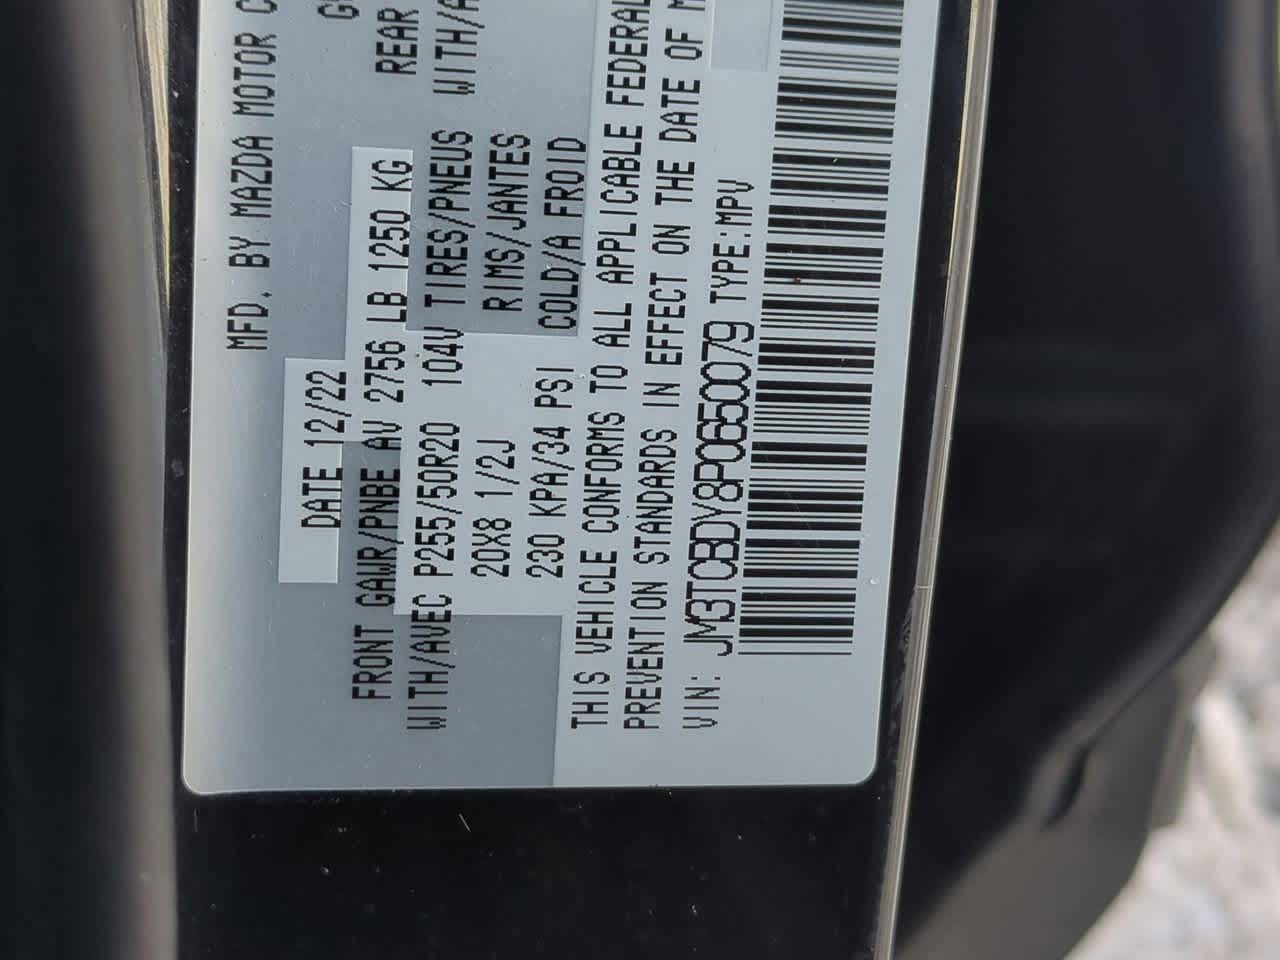 MFD. BY MAZDA MOTOR C
DATE 12/22
FRONT GAWR/PNBE AV 2756 LB 1250 KG REAR
WITH/AVEC P255/50R20 104V TIRES/PNEUS WITH/A
20X8 1/2J RIMS/JANTES
230 KPA/34 PSI COLD/A FROID
THIS VEHICLE CONFORMS TO ALL APPLICABLE FEDERAL
PREVENTION STANDARDS IN EFFECT ON THE DATE OF M
VIN: JM3TCBDY8P0650079 TYPE:MPV